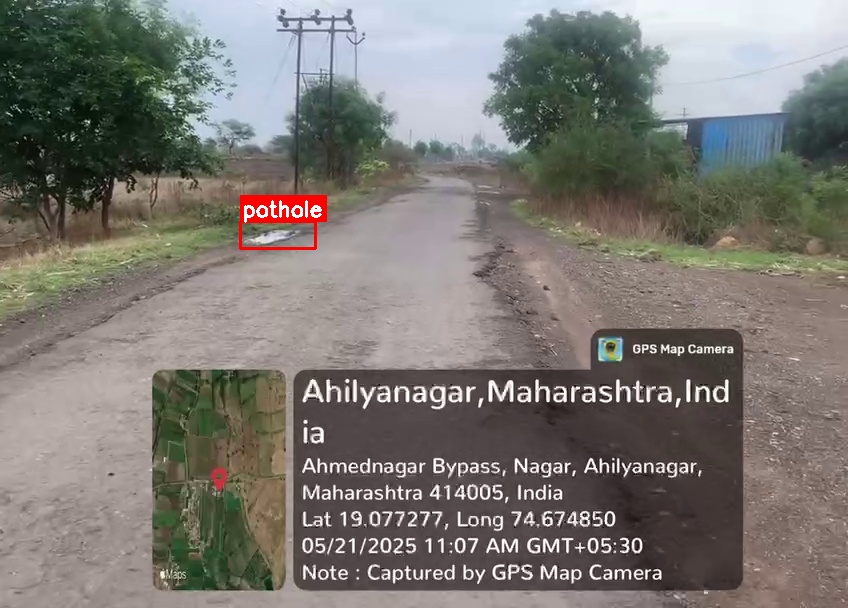 pothole
GPS Map Camera
Ahilyanagar,Maharashtra,Ind
ia
Ahmednagar Bypass, Nagar, Ahilyanagar,
Maharashtra 414005, India
Lat 19.077277, Long 74.674850
05/21/2025 11:07 AM GMT+05:30
Note : Captured by GPS Map Camera
Maps